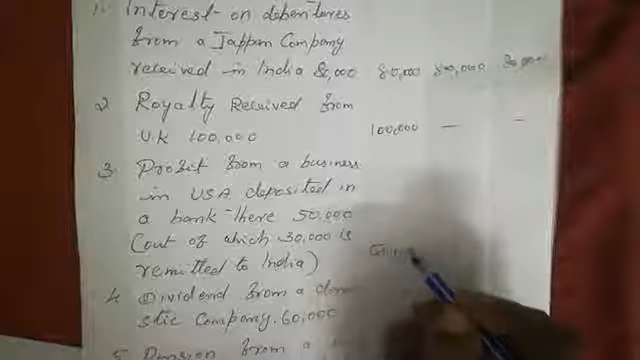 1. Interest on debentures
from a Jappan Company
received in India 80,000 80,000 80,000 80,000
2 Royalty Received from
U.K 100,000 100,000 — —
3. Profit from a business
in USA deposited in
a bank there 50,000
(out of which 30,000 is
remitted to India)
4. Dividend from a dome
stic Company. 60,000
5 Pension from a